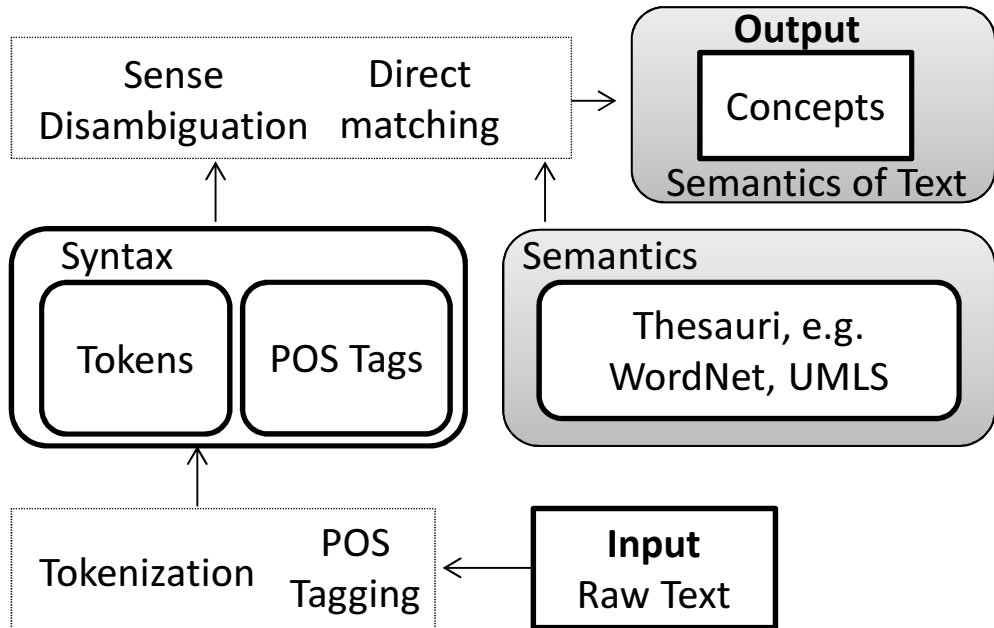 Output
Concepts
Semantics of Text
Sense
Disambiguation
Direct
matching
Syntax
Tokens
POS Tags
Semantics
Thesauri, e.g.
WordNet, UMLS
Tokenization
POS
Tagging
Input
Raw Text